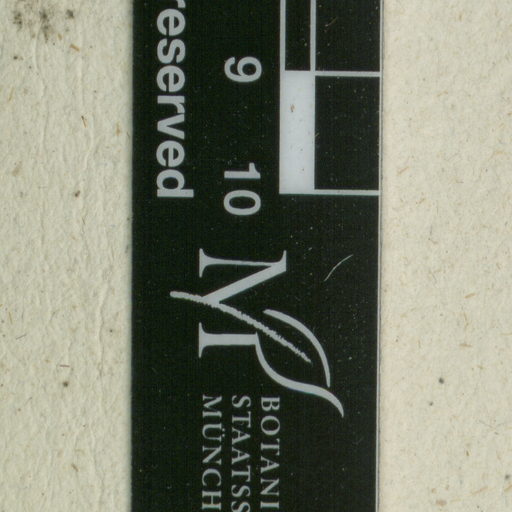 reserved
9 10
M
BOTANI
STAATSS
MÜNCH